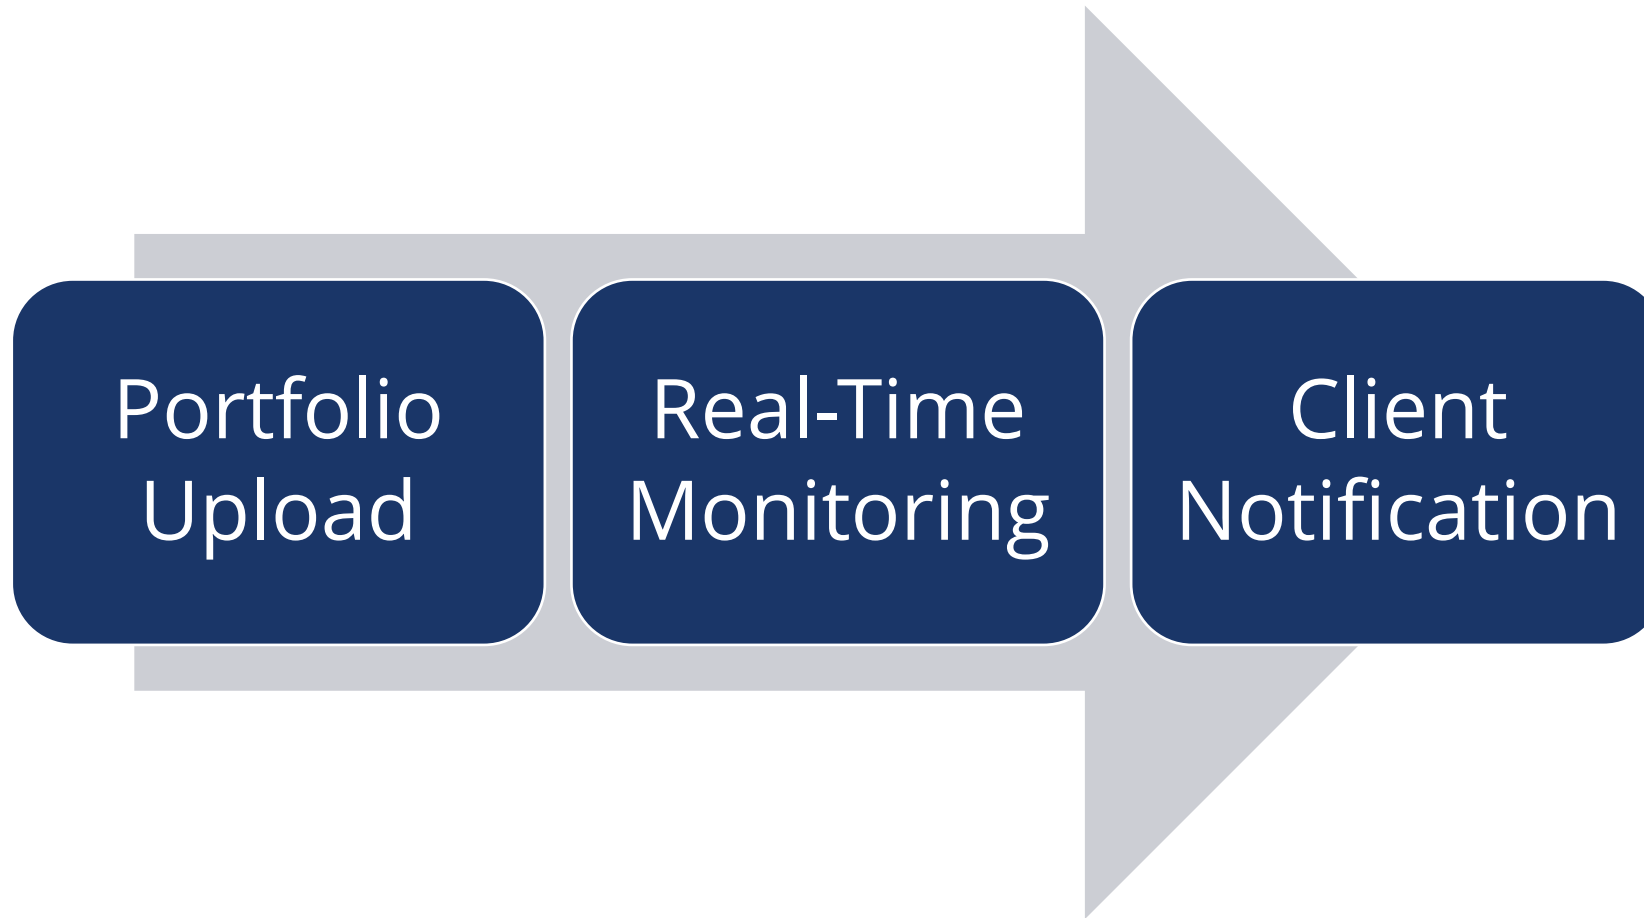 Portfolio
Upload
Real-Time
Monitoring
Client
Notification